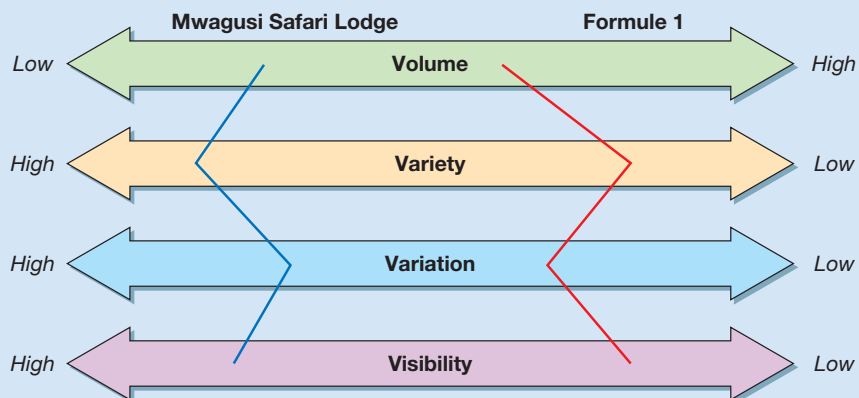 Mwagusi Safari Lodge Formule 1
Low Volume High
High Variety Low
High Variation Low
High Visibility Low